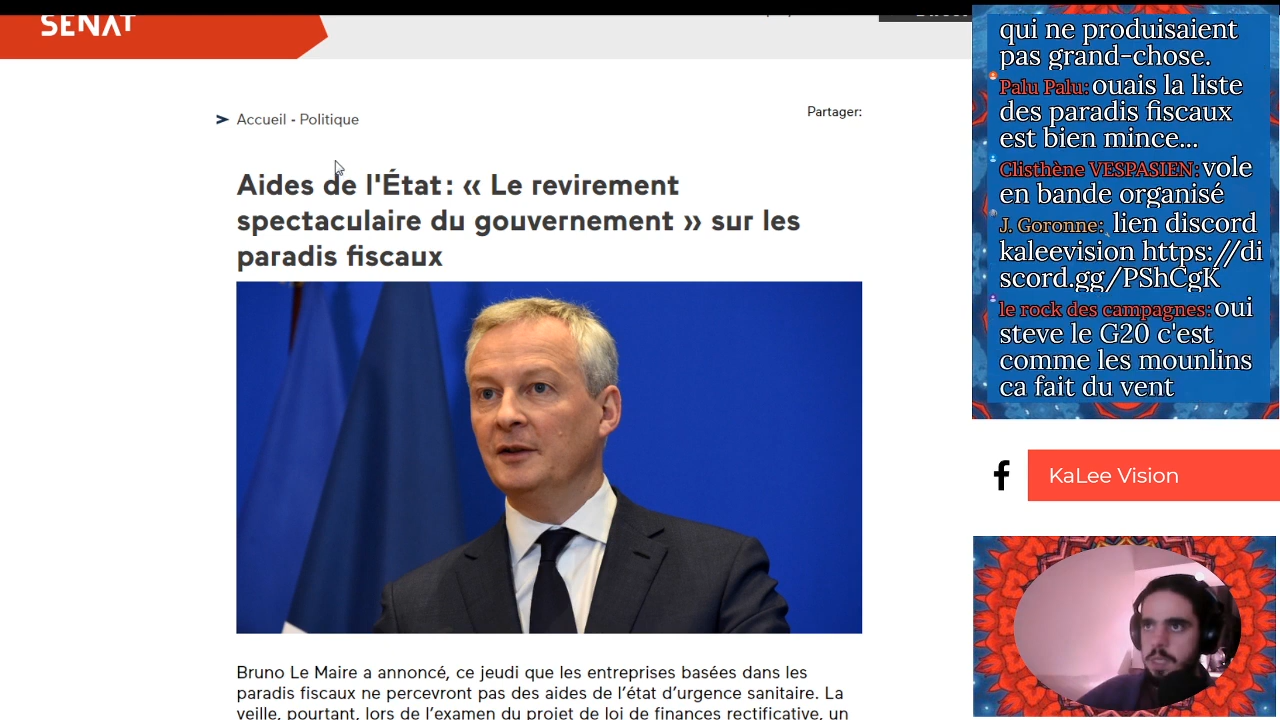 SÉNAT
Accueil - Politique
Partager:
Aides de l'État : « Le revirement
spectaculaire du gouvernement » sur les
paradis fiscaux
Bruno Le Maire a annoncé, ce jeudi que les entreprises basées dans les
paradis fiscaux ne percevront pas des aides de l’état d’urgence sanitaire. La
veille, pourtant, lors de l’examen du projet de loi de finances rectificative, un
qui ne produisaient
pas grand-chose.
Palu Palu: ouais la liste
des paradis fiscaux
est bien mince...
Clisthène VESPASIEN: vole
en bande organisé
J. Goronne: lien discord
kaleevision https://di
scord.gg/PShCgK
le rock des campagnes: oui
steve le G20 c'est
comme les mounlins
ca fait du vent
f
KaLee Vision